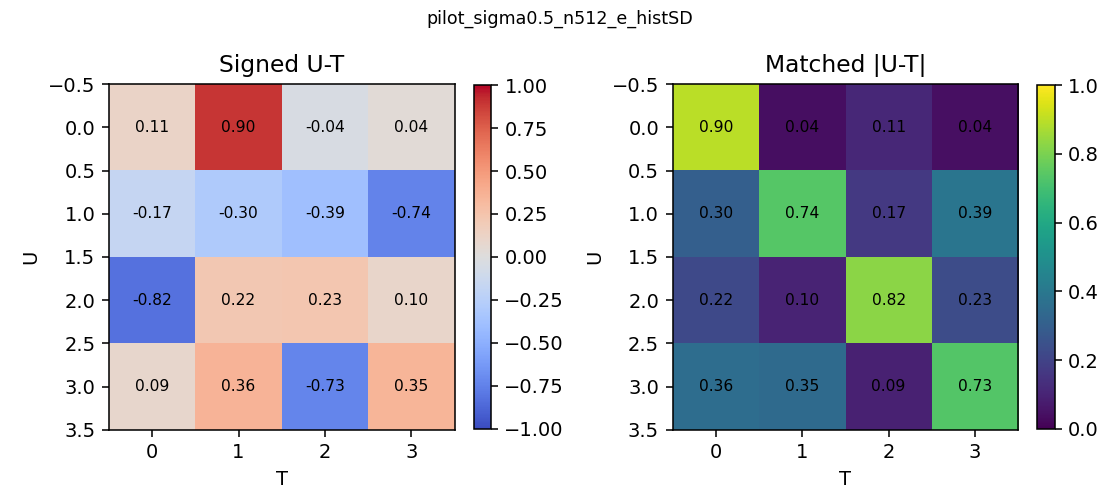 pilot_sigma0.5_n512_e_histSD
Signed U-T
−0.5
0.0
0.5
1.0
1.5
2.0
2.5
3.0
3.5
U
0.11 0.90 -0.04 0.04
-0.17 -0.30 -0.39 -0.74
-0.82 0.22 0.23 0.10
0.09 0.36 -0.73 0.35
0 1 2 3
T
1.00
0.75
0.50
0.25
0.00
−0.25
−0.50
−0.75
−1.00
Matched |U-T|
−0.5
0.0
0.5
1.0
1.5
2.0
2.5
3.0
3.5
U
0.90 0.04 0.11 0.04
0.30 0.74 0.17 0.39
0.22 0.10 0.82 0.23
0.36 0.35 0.09 0.73
0 1 2 3
T
1.0
0.8
0.6
0.4
0.2
0.0